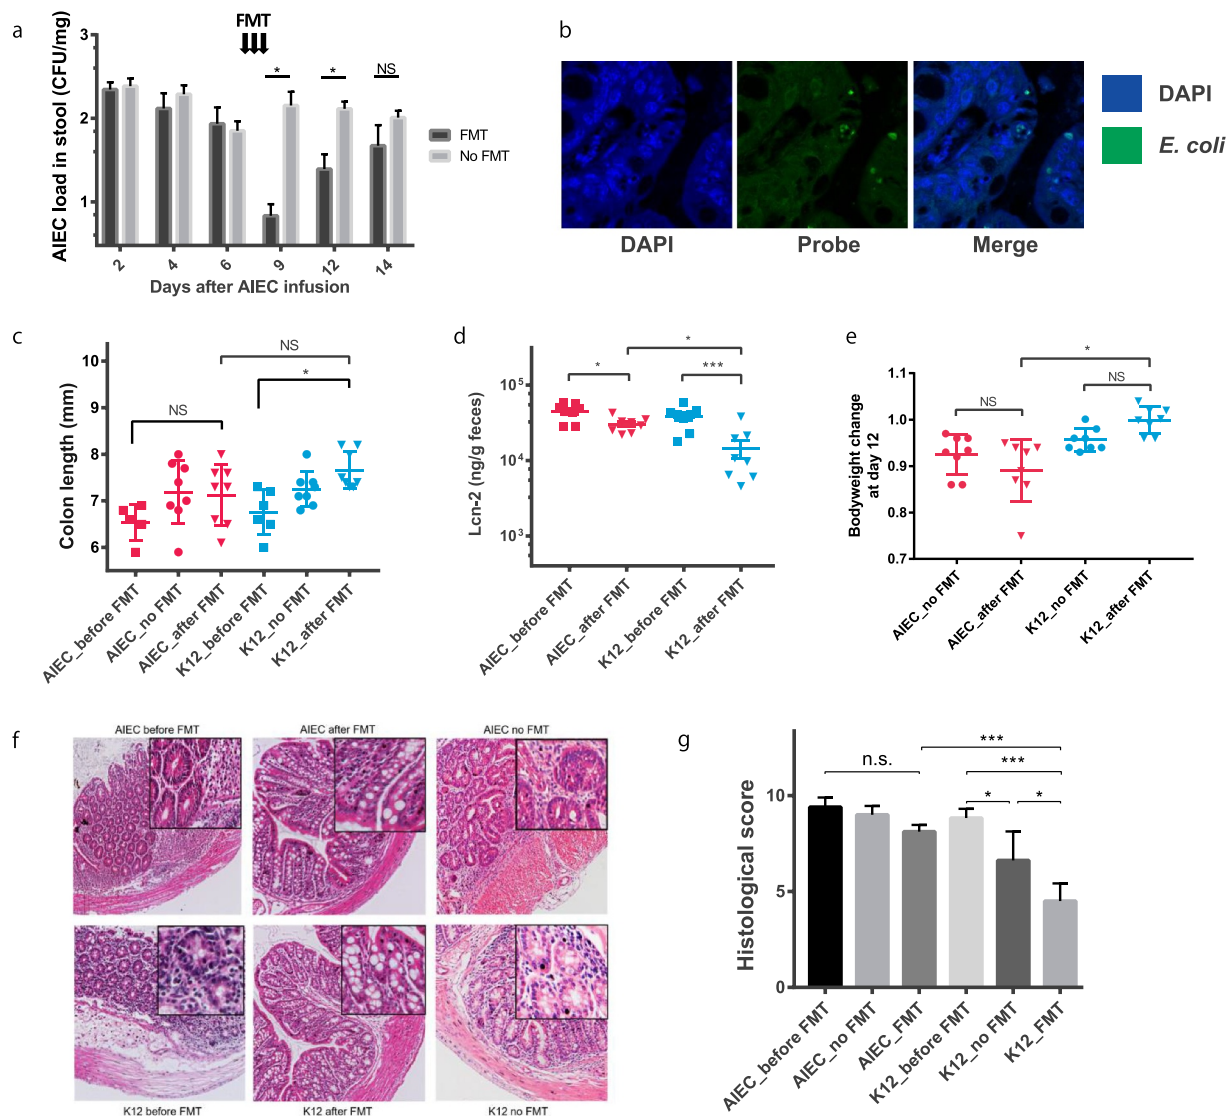 a
FMT
AIEC load in stool (CFU/mg)
3
2
1
*
*
NS
FMT
No FMT
2
4
6
9
12
14
Days after AIEC infusion
b
DAPI
Probe
Merge
DAPI
E. coli
c
Colon length (mm)
10
9
8
7
6
NS
*
NS
AIEC_before FMT
AIEC_no FMT
AIEC_after FMT
K12_before FMT
K12_no FMT
K12_after FMT
d
Lcn-2 (ng/g feces)
10⁵
10⁴
10³
*
*
***
AIEC_before FMT
AIEC_after FMT
K12_before FMT
K12_after FMT
e
Bodyweight change
at day 12
1.1
1.0
0.9
0.8
0.7
*
NS
NS
AIEC_no FMT
AIEC_after FMT
K12_no FMT
K12_after FMT
f
AIEC before FMT
AIEC after FMT
AIEC no FMT
K12 before FMT
K12 after FMT
K12 no FMT
g
Histological score
10
5
0
n.s.
***
***
*
*
AIEC_before FMT
AIEC_no FMT
AIEC_FMT
K12_before FMT
K12_no FMT
K12_FMT